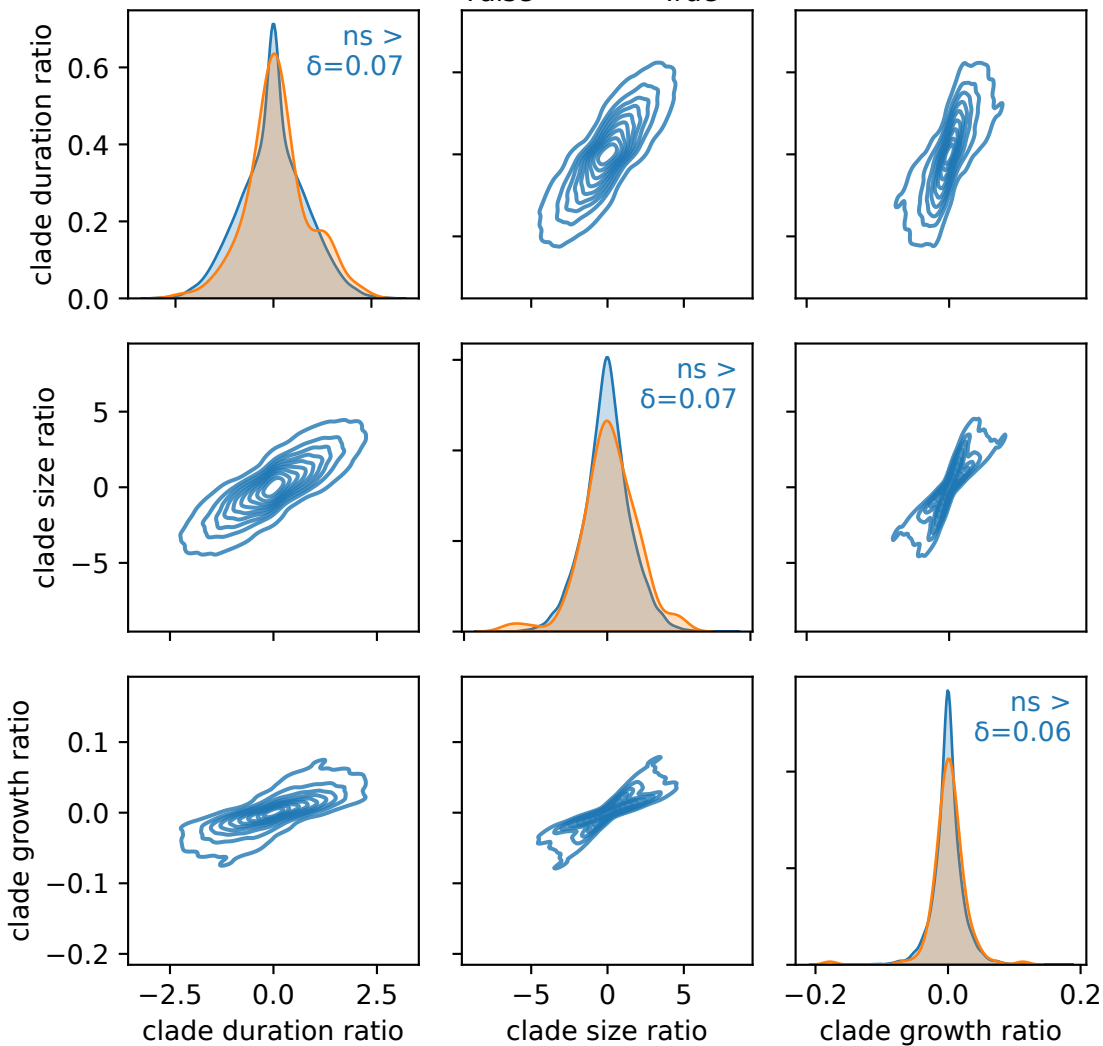 clade duration ratio
0.6
0.4
0.2
0.0
ns >
δ=0.07
clade size ratio
5
0
−5
ns >
δ=0.07
clade growth ratio
0.1
0.0
−0.1
−0.2
ns >
δ=0.06
−2.5 0.0 2.5
−5 0 5
−0.2 0.0 0.2
clade duration ratio
clade size ratio
clade growth ratio